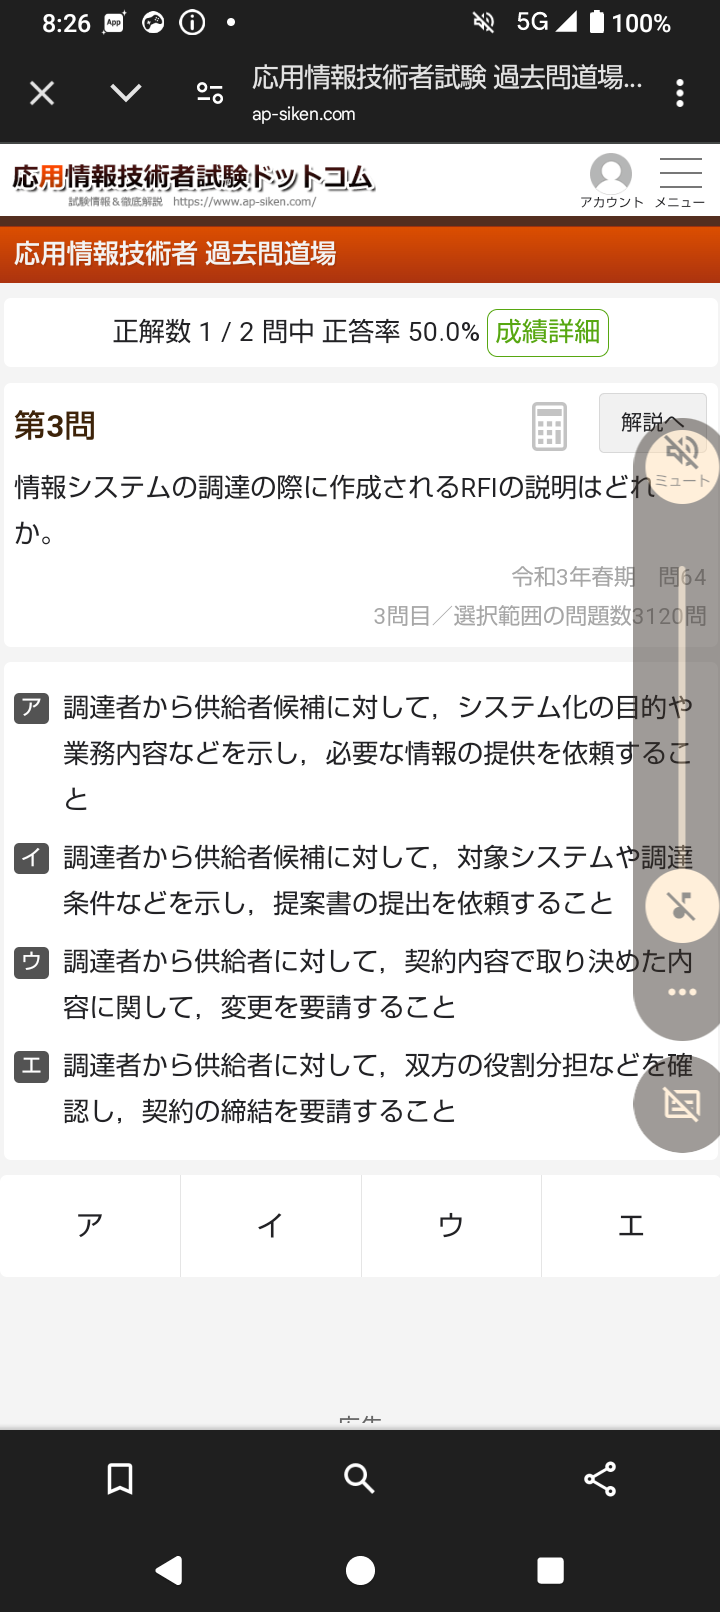 8:26 App 5G 100%
応用情報技術者試験 過去問道場...
ap-siken.com
応用情報技術者試験ドットコム
試験情報&徹底解説 https://www.ap-siken.com/
アカウント メニュー
応用情報技術者 過去問道場
正解数 1 / 2 問中 正答率 50.0% 成績詳細
第3問
解説へ
ミュート
情報システムの調達の際に作成されるRFIの説明はどれ
か。
令和3年春期 問64
3問目／選択範囲の問題数3120問
ア 調達者から供給者候補に対して，システム化の目的や
業務内容などを示し，必要な情報の提供を依頼するこ
と
イ 調達者から供給者候補に対して，対象システムや調達
条件などを示し，提案書の提出を依頼すること
ウ 調達者から供給者に対して，契約内容で取り決めた内
容に関して，変更を要請すること
エ 調達者から供給者に対して，双方の役割分担などを確
認し，契約の締結を要請すること
ア イ ウ エ